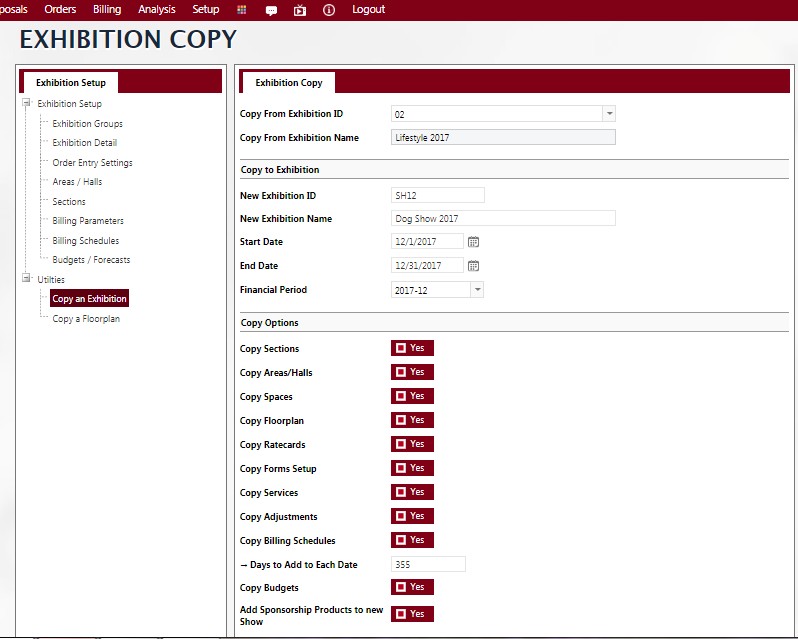 posals Orders Billing Analysis Setup Logout
EXHIBITION COPY
Exhibition Setup
Exhibition Setup
Exhibition Groups
Exhibition Detail
Order Entry Settings
Areas / Halls
Sections
Billing Parameters
Billing Schedules
Budgets / Forecasts
Utilties
Copy an Exhibition
Copy a Floorplan
Exhibition Copy
Copy From Exhibition ID 02
Copy From Exhibition Name Lifestyle 2017
Copy to Exhibition
New Exhibition ID SH12
New Exhibition Name Dog Show 2017
Start Date 12/1/2017
End Date 12/31/2017
Financial Period 2017-12
Copy Options
Copy Sections Yes
Copy Areas/Halls Yes
Copy Spaces Yes
Copy Floorplan Yes
Copy Ratecards Yes
Copy Forms Setup Yes
Copy Services Yes
Copy Adjustments Yes
Copy Billing Schedules Yes
→ Days to Add to Each Date 355
Copy Budgets Yes
Add Sponsorship Products to new Yes
Show